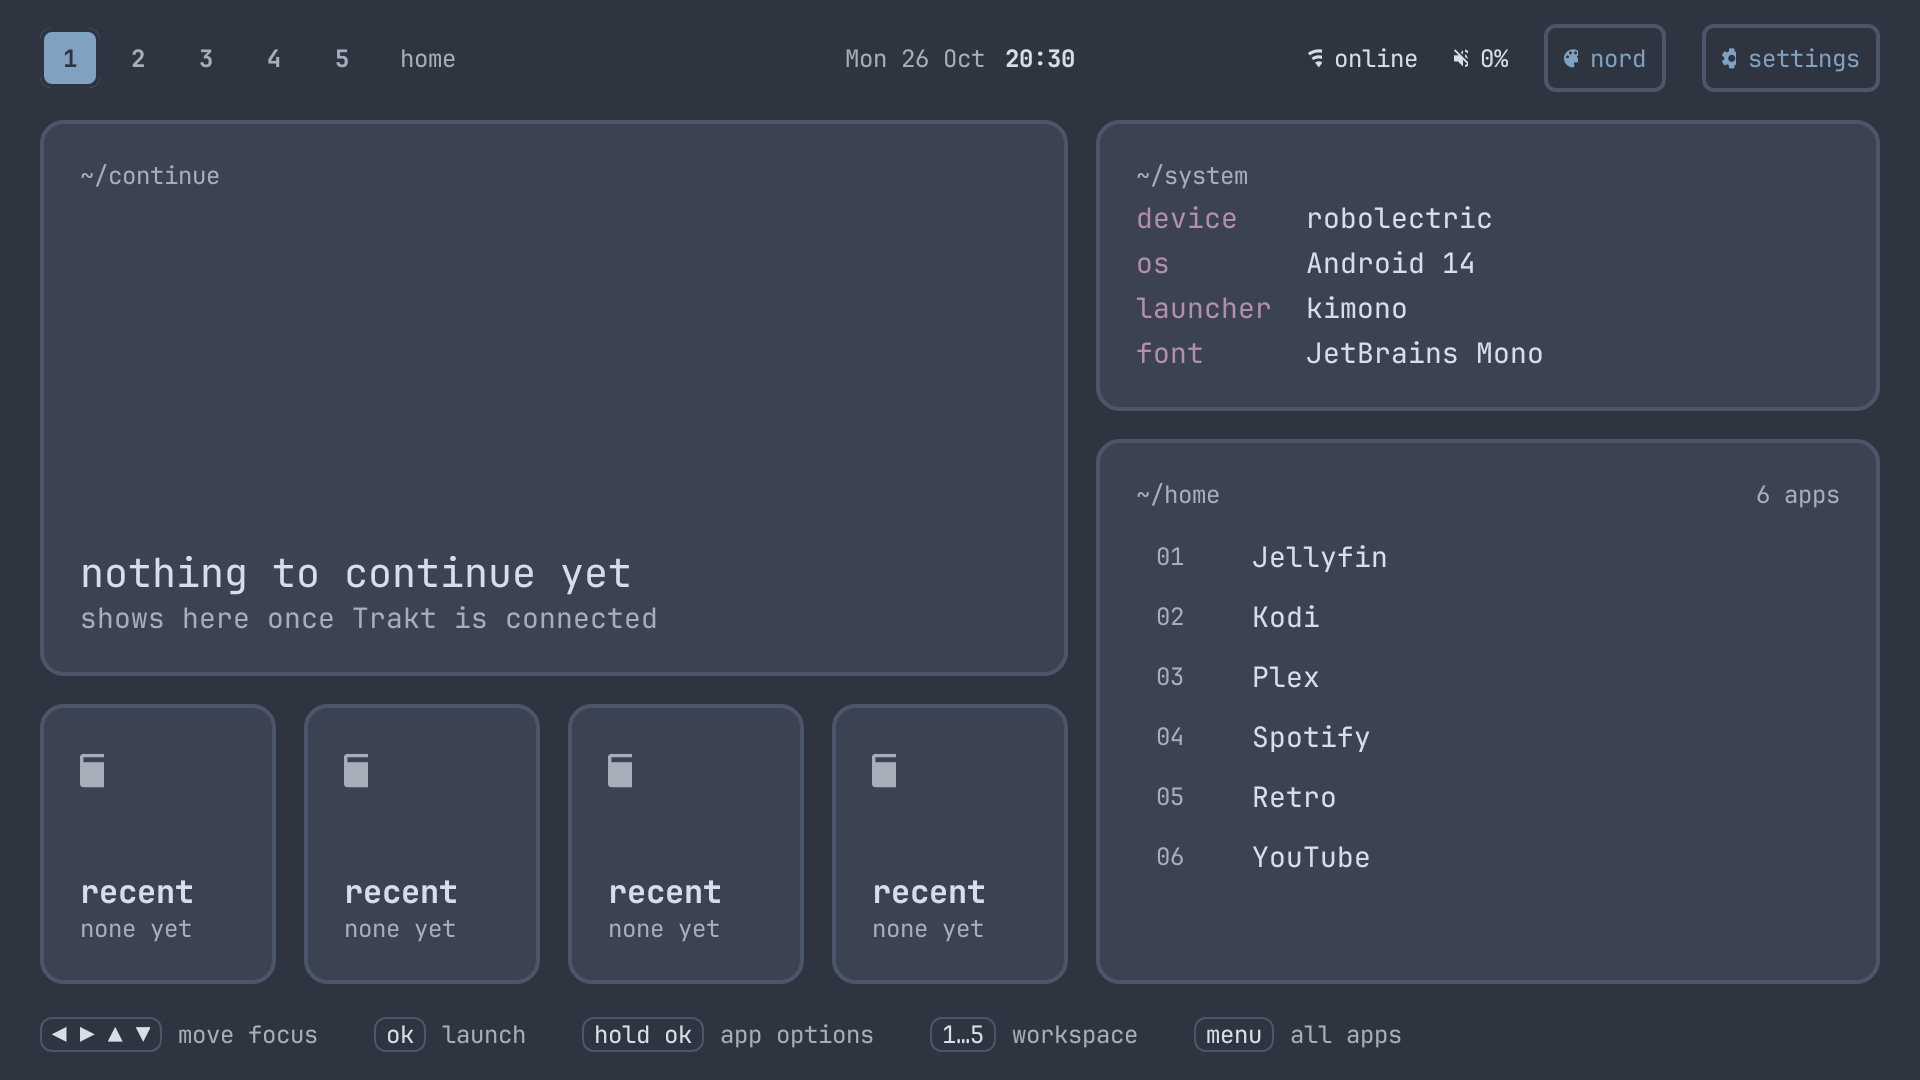 1 2 3 4 5 home Mon 26 Oct 20:30 online 0% nord settings
~/continue
nothing to continue yet
shows here once Trakt is connected
recent
none yet
recent
none yet
recent
none yet
recent
none yet
~/system
device robolectric
os Android 14
launcher kimono
font JetBrains Mono
~/home 6 apps
01 Jellyfin
02 Kodi
03 Plex
04 Spotify
05 Retro
06 YouTube
◀ ▶ ▲ ▼ move focus ok launch hold ok app options 1…5 workspace menu all apps